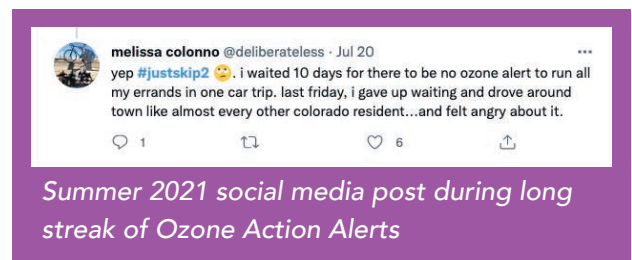 melissa colonno @deliberateless · Jul 20
yep #justskip2 🙄. i waited 10 days for there to be no ozone alert to run all
my errands in one car trip. last friday, i gave up waiting and drove around
town like almost every other colorado resident...and felt angry about it.
1 6
Summer 2021 social media post during long
streak of Ozone Action Alerts